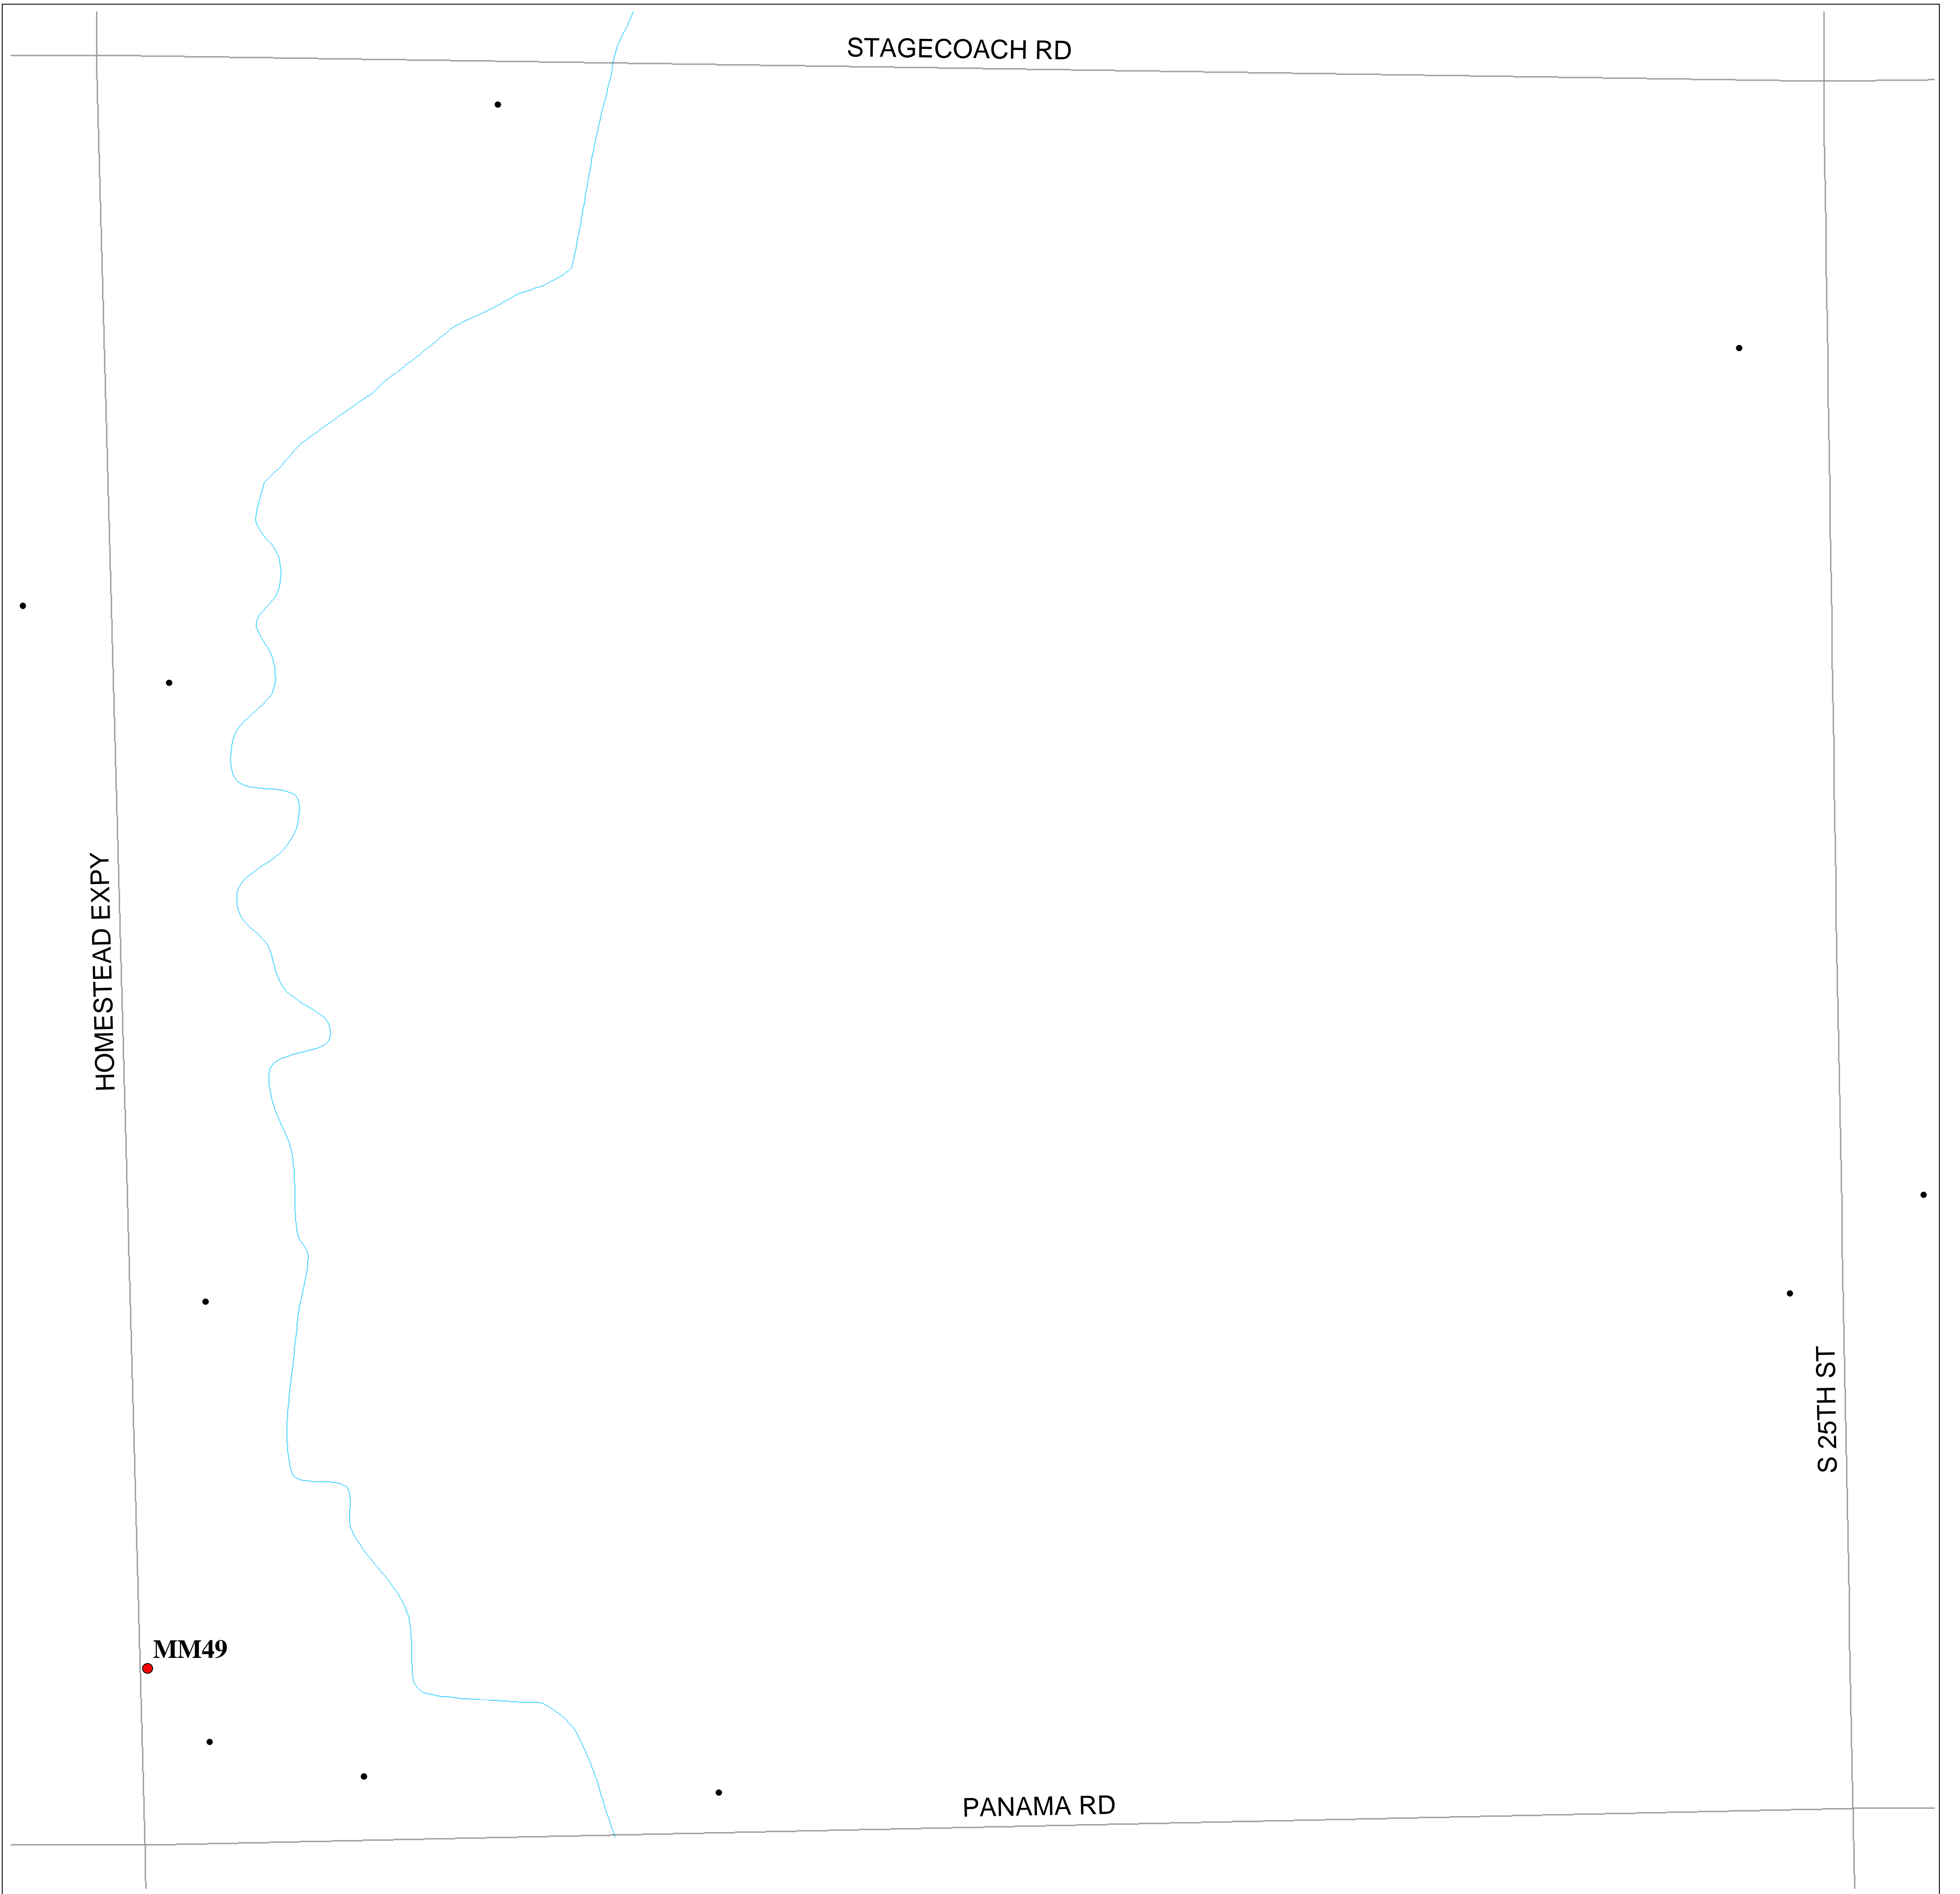 STAGECOACH RD
HOMESTEAD EXPY
S 25TH ST
MM49
PANAMA RD